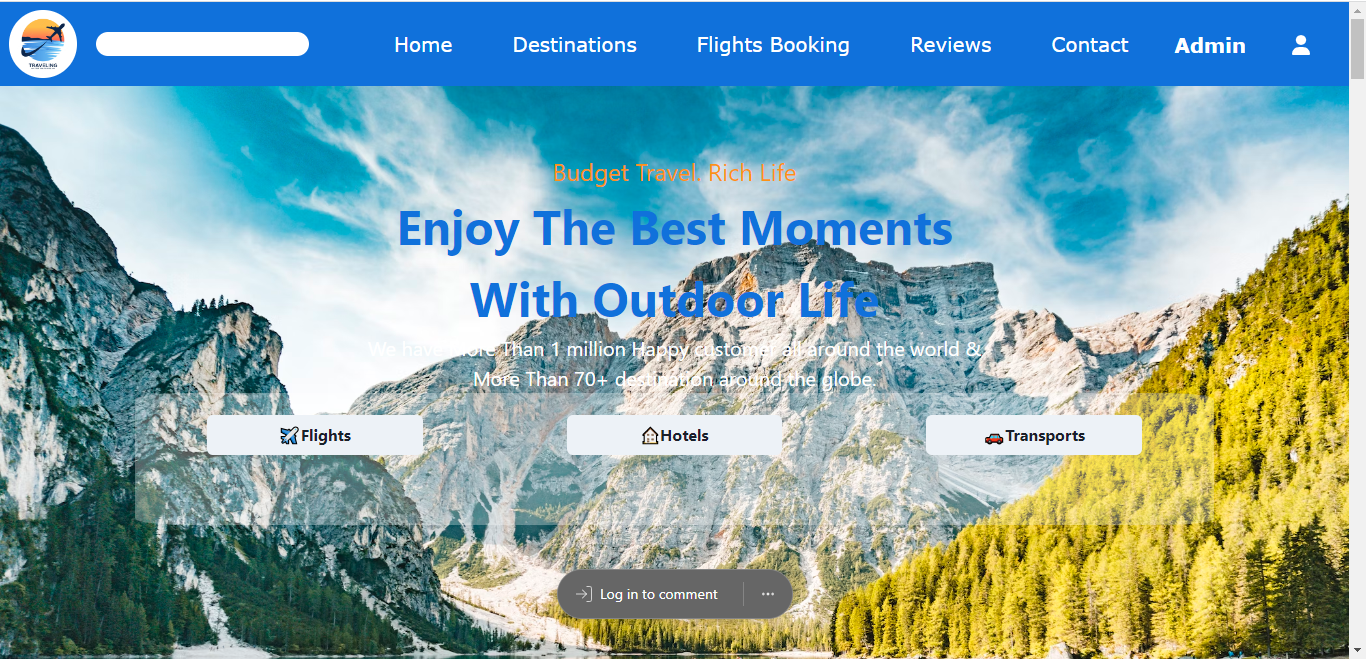 TRAVELING
Home
Destinations
Flights Booking
Reviews
Contact
Admin
Budget Travel, Rich Life
Enjoy The Best Moments
With Outdoor Life
We have More Than 1 million Happy customer all around the world &
More Than 70+ destination around the globe.
Flights
Hotels
Transports
Log in to comment